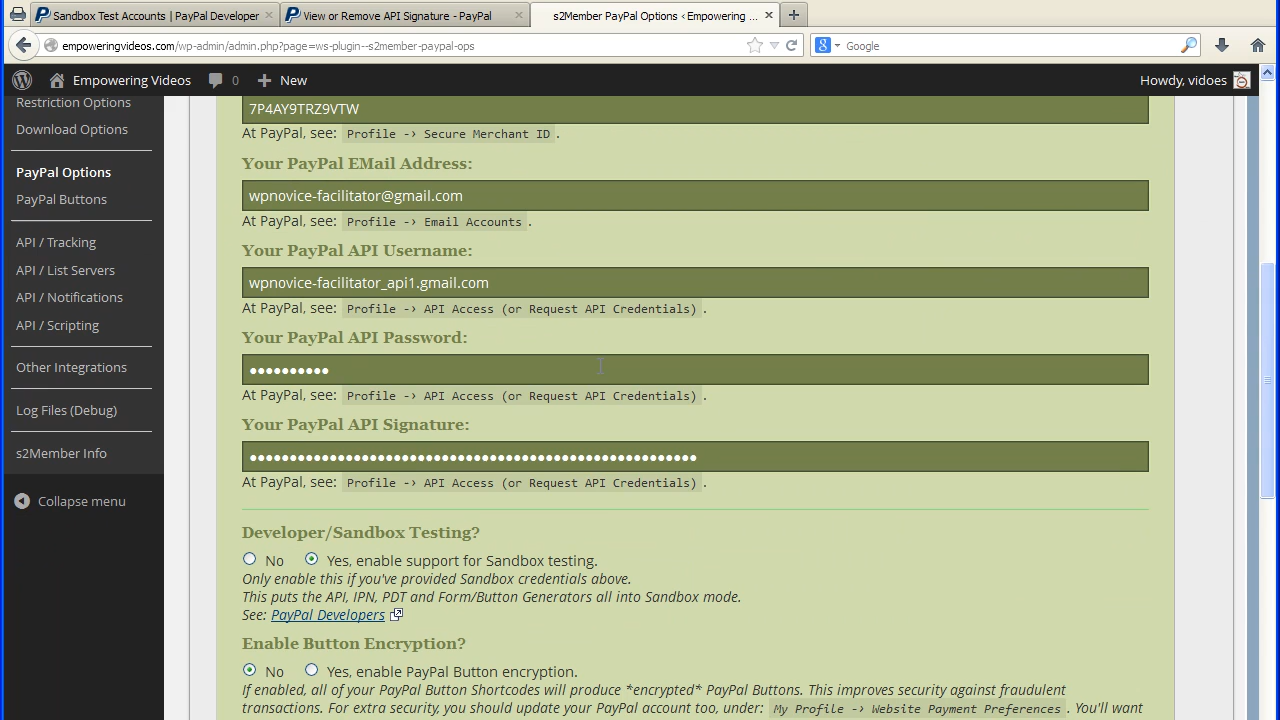 Sandbox Test Accounts | PayPal Developer × View or Remove API Signature - PayPal × s2Member PayPal Options ‹ Empowering ... × +
empoweringvideos.com/wp-admin/admin.php?page=ws-plugin--s2member-paypal-ops Google
Empowering Videos 0 + New Howdy, vidoes
Restriction Options
Download Options
PayPal Options
PayPal Buttons
API / Tracking
API / List Servers
API / Notifications
API / Scripting
Other Integrations
Log Files (Debug)
s2Member Info
Collapse menu
7P4AY9TRZ9VTW
At PayPal, see: Profile -› Secure Merchant ID .
Your PayPal EMail Address:
wpnovice-facilitator@gmail.com
At PayPal, see: Profile -› Email Accounts .
Your PayPal API Username:
wpnovice-facilitator_api1.gmail.com
At PayPal, see: Profile -› API Access (or Request API Credentials) .
Your PayPal API Password:
••••••••••
At PayPal, see: Profile -› API Access (or Request API Credentials) .
Your PayPal API Signature:
••••••••••••••••••••••••••••••••••••••••••••••••••••••••
At PayPal, see: Profile -› API Access (or Request API Credentials) .
Developer/Sandbox Testing?
No Yes, enable support for Sandbox testing.
Only enable this if you've provided Sandbox credentials above.
This puts the API, IPN, PDT and Form/Button Generators all into Sandbox mode.
See: PayPal Developers
Enable Button Encryption?
No Yes, enable PayPal Button encryption.
If enabled, all of your PayPal Button Shortcodes will produce *encrypted* PayPal Buttons. This improves security against fraudulent
transactions. For extra security, you should update your PayPal account too, under: My Profile -› Website Payment Preferences . You'll want